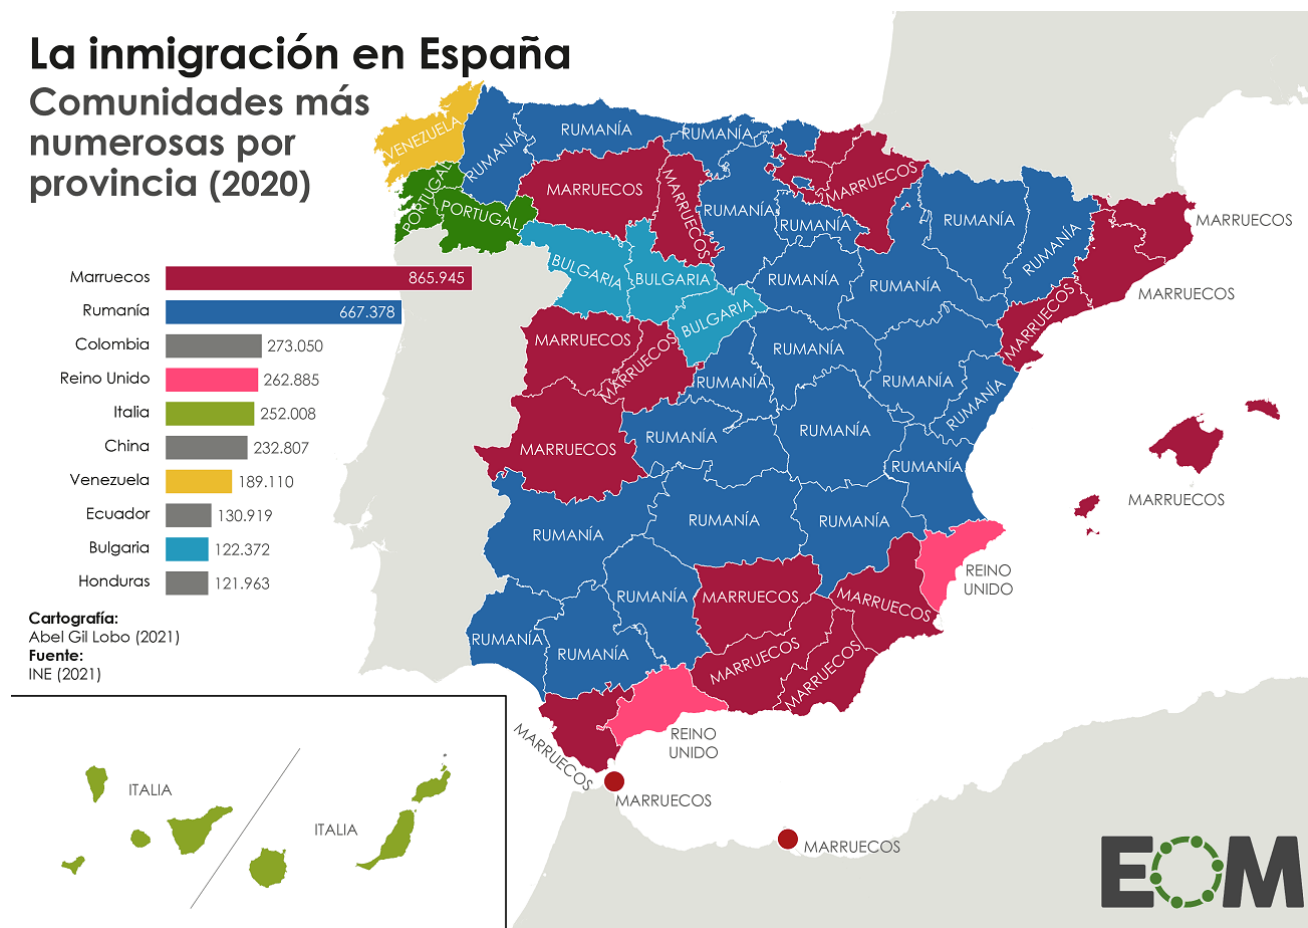 La inmigración en España
Comunidades más
numerosas por
provincia (2020)
Marruecos 865.945
Rumanía 667.378
Colombia 273.050
Reino Unido 262.885
Italia 252.008
China 232.807
Venezuela 189.110
Ecuador 130.919
Bulgaria 122.372
Honduras 121.963
Cartografía:
Abel Gil Lobo (2021)
Fuente:
INE (2021)
VENEZUELA
RUMANÍA
RUMANÍA
RUMANÍA
PORTUGAL
PORTUGAL
MARRUECOS
MARRUECOS
RUMANÍA
RUMANÍA
MARRUECOS
RUMANÍA
RUMANÍA
MARRUECOS
MARRUECOS
MARRUECOS
BULGARIA
BULGARIA
BULGARIA
RUMANÍA
RUMANÍA
MARRUECOS
MARRUECOS
RUMANÍA
RUMANÍA
RUMANÍA
RUMANÍA
MARRUECOS
RUMANÍA
RUMANÍA
RUMANÍA
MARRUECOS
RUMANÍA
RUMANÍA
RUMANÍA
REINO
UNIDO
RUMANÍA
MARRUECOS
MARRUECOS
RUMANÍA
RUMANÍA
MARRUECOS
MARRUECOS
MARRUECOS
REINO
UNIDO
MARRUECOS
MARRUECOS
ITALIA
ITALIA
EOM